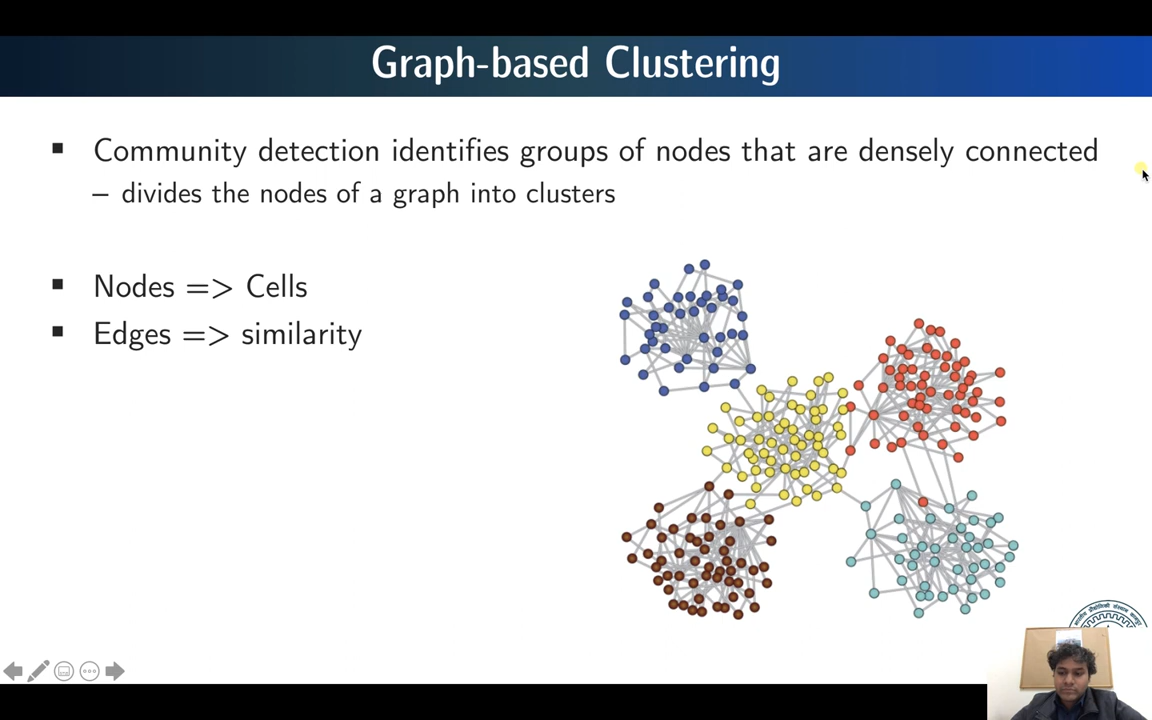 Graph-based Clustering
▪ Community detection identifies groups of nodes that are densely connected
– divides the nodes of a graph into clusters
▪ Nodes => Cells
▪ Edges => similarity